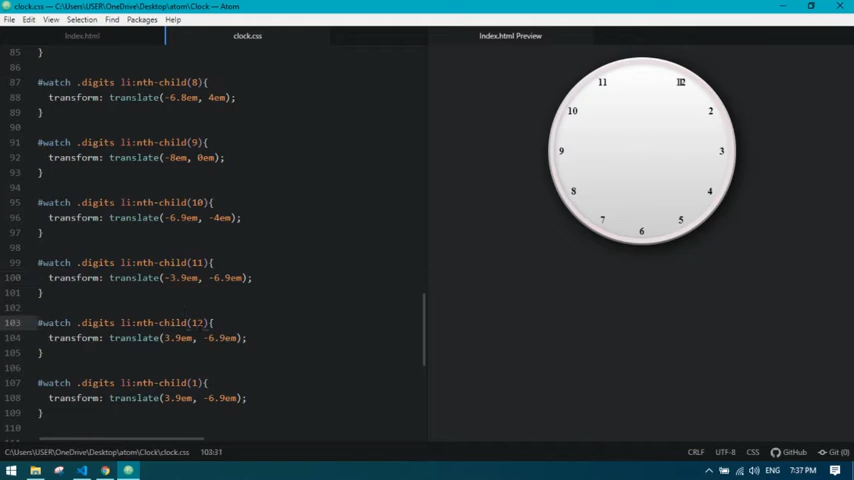 clock.css — C:\Users\USER\OneDrive\Desktop\atom\Clock — Atom
File Edit View Selection Find Packages Help
Index.html clock.css Index.html Preview
85 }
86
87 #watch .digits li:nth-child(8){
88 transform: translate(-6.8em, 4em);
89 }
90
91 #watch .digits li:nth-child(9){
92 transform: translate(-8em, 0em);
93 }
94
95 #watch .digits li:nth-child(10){
96 transform: translate(-6.9em, -4em);
97 }
98
99 #watch .digits li:nth-child(11){
100 transform: translate(-3.9em, -6.9em);
101 }
102
103 #watch .digits li:nth-child(12){
104 transform: translate(3.9em, -6.9em);
105 }
106
107 #watch .digits li:nth-child(1){
108 transform: translate(3.9em, -6.9em);
109 }
11
10 2
9 3
8 4
7 5
6
C:\Users\USER\OneDrive\Desktop\atom\Clock\clock.css 103:31 CRLF UTF-8 CSS GitHub Git (0)
ENG 7:37 PM